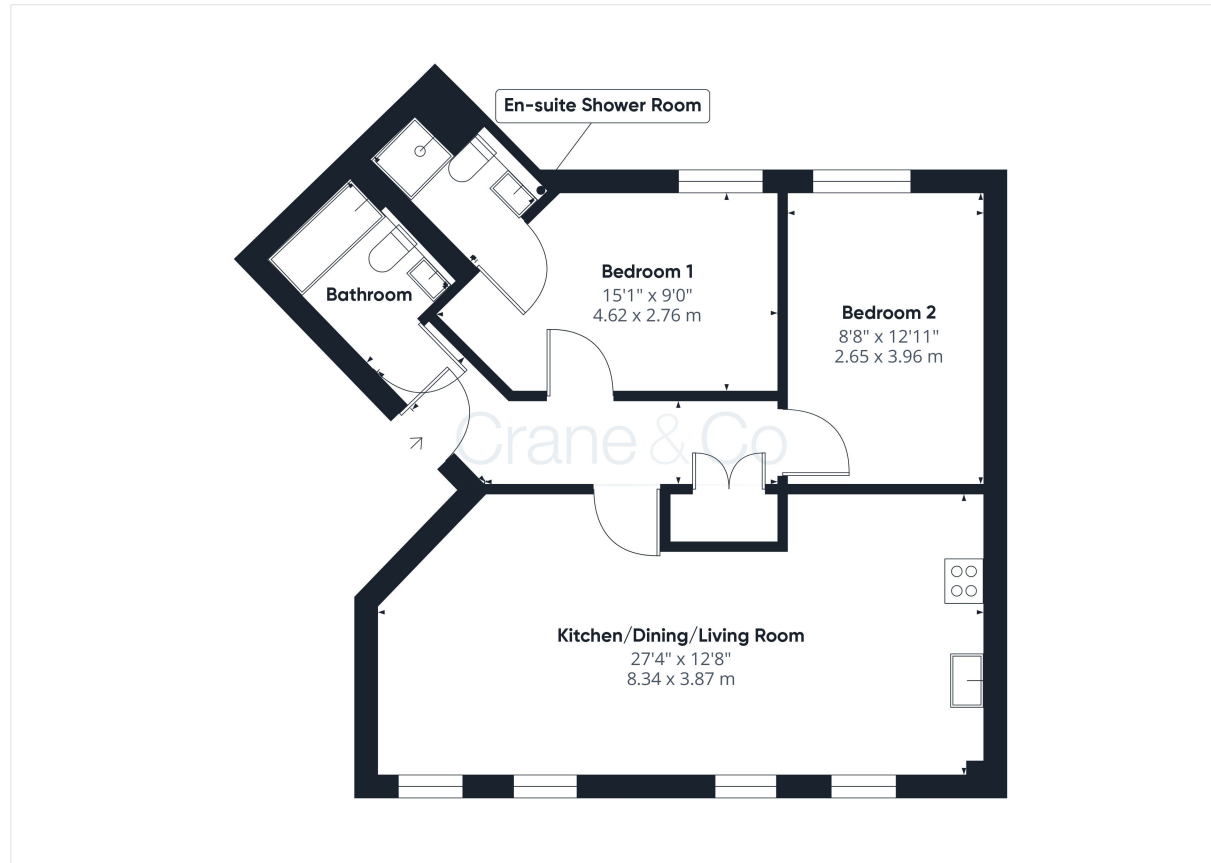 En-suite Shower Room
Bedroom 1
15'1" x 9'0"
4.62 x 2.76 m
Bathroom
Bedroom 2
8'8" x 12'11"
2.65 x 3.96 m
Crane & Co
Kitchen/Dining/Living Room
27'4" x 12'8"
8.34 x 3.87 m